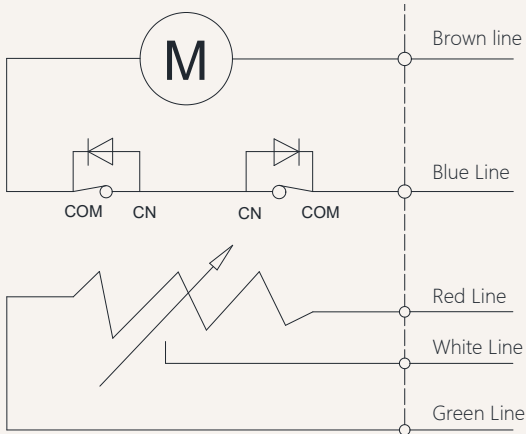 M
Brown line
Blue Line
COM CN CN COM
Red Line
White Line
Green Line